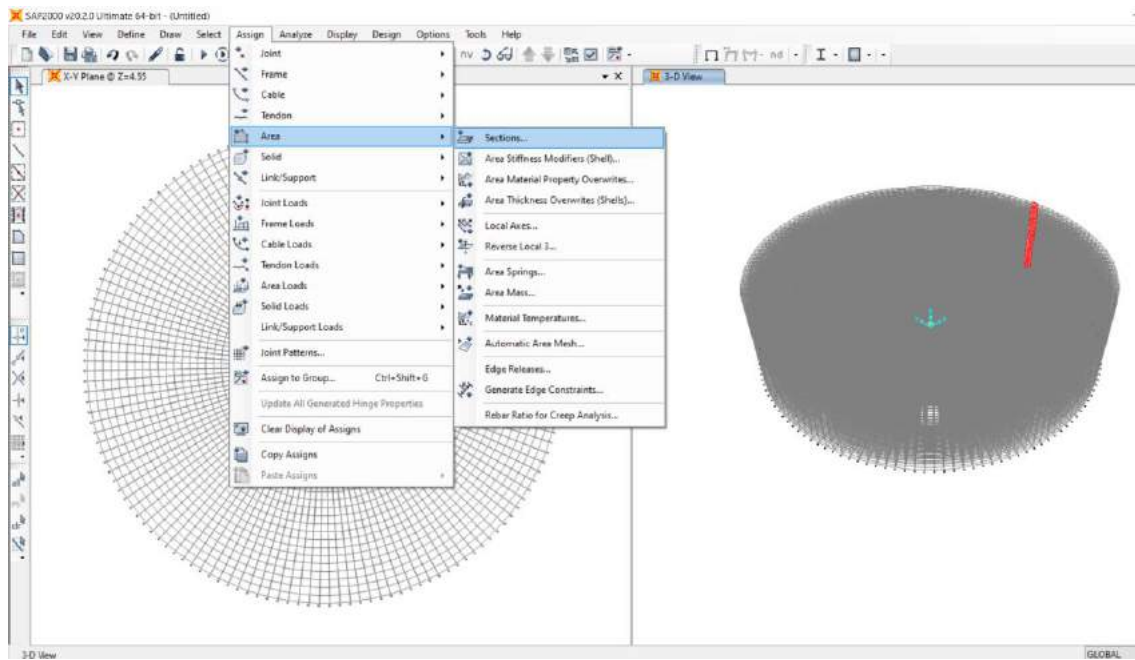 SAP2000 v20.2.0 Ultimate 64-bit - (Untitled)
File Edit View Define Draw Select Assign Analyze Display Design Options Tools Help
nv
nd
X-Y Plane @ Z=4.55
3-D View
Joint
Frame
Cable
Tendon
Area
Solid
Link/Support
Joint Loads
Frame Loads
Cable Loads
Tendon Loads
Area Loads
Solid Loads
Link/Support Loads
Joint Patterns...
Assign to Group... Ctrl+Shift+G
Update All Generated Hinge Properties
Clear Display of Assigns
Copy Assigns
Paste Assigns
Sections...
Area Stiffness Modifiers (Shell)...
Area Material Property Overwrites...
Area Thickness Overwrites (Shells)...
Local Axes...
Reverse Local 3...
Area Springs...
Area Mass...
Material Temperatures...
Automatic Area Mesh...
Edge Releases...
Generate Edge Constraints...
Rebar Ratio for Creep Analysis...
3-D View
GLOBAL